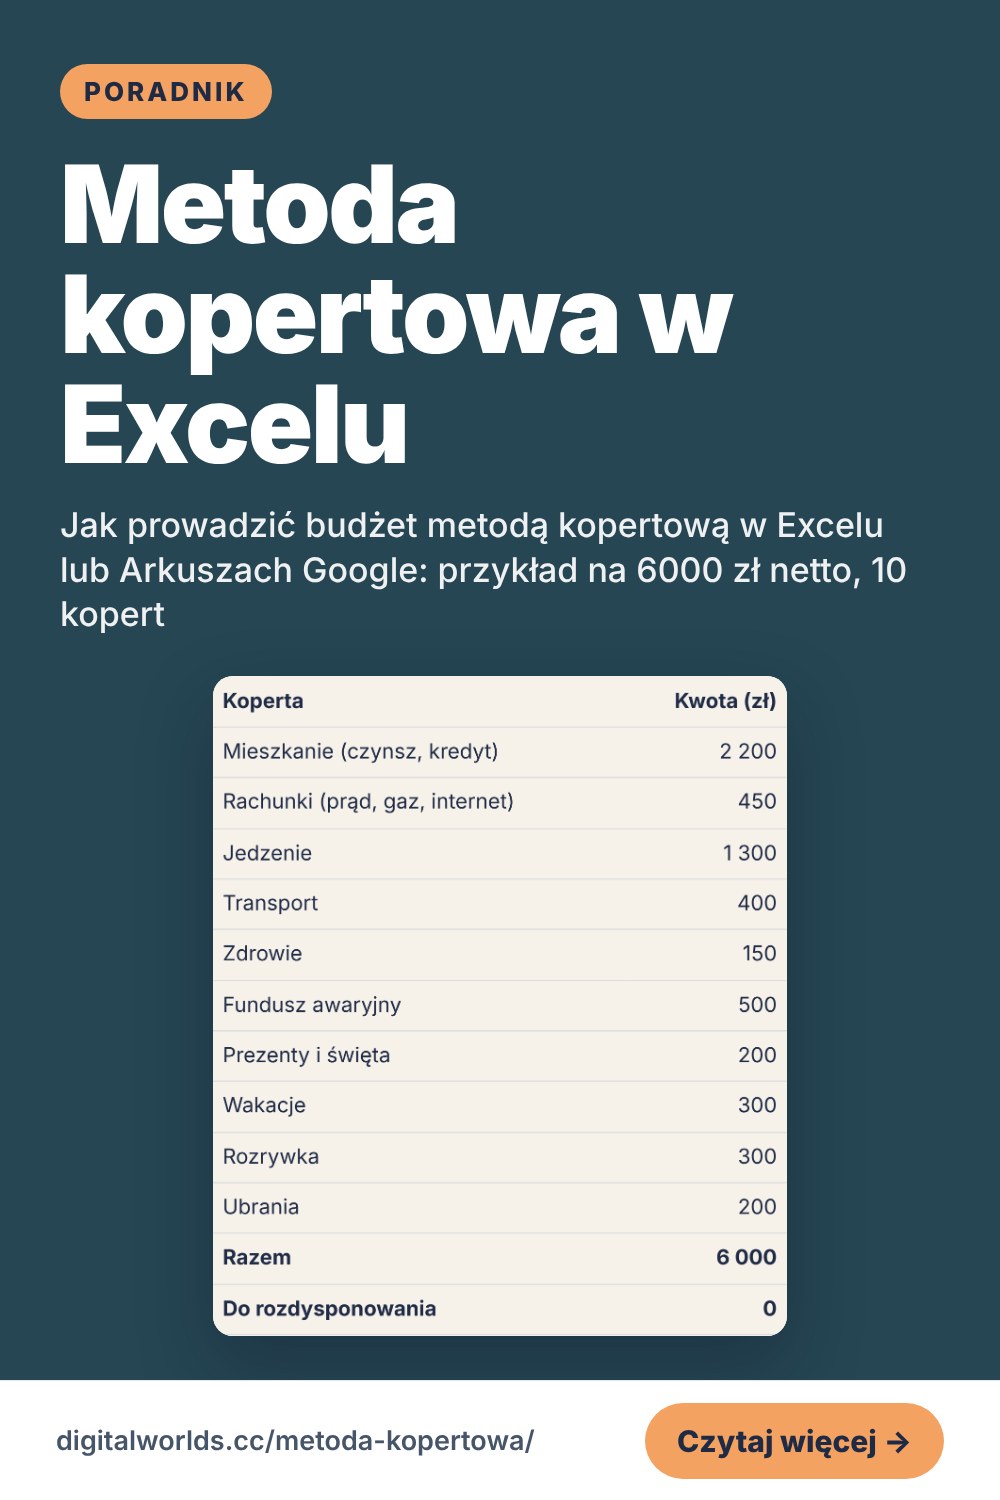 PORADNIK
Metoda
kopertowa w
Excelu
Jak prowadzić budżet metodą kopertową w Excelu
lub Arkuszach Google: przykład na 6000 zł netto, 10
kopert
Koperta Kwota (zł)
Mieszkanie (czynsz, kredyt) 2 200
Rachunki (prąd, gaz, internet) 450
Jedzenie 1 300
Transport 400
Zdrowie 150
Fundusz awaryjny 500
Prezenty i święta 200
Wakacje 300
Rozrywka 300
Ubrania 200
Razem 6 000
Do rozdysponowania 0
digitalworlds.cc/metoda-kopertowa/ Czytaj więcej →